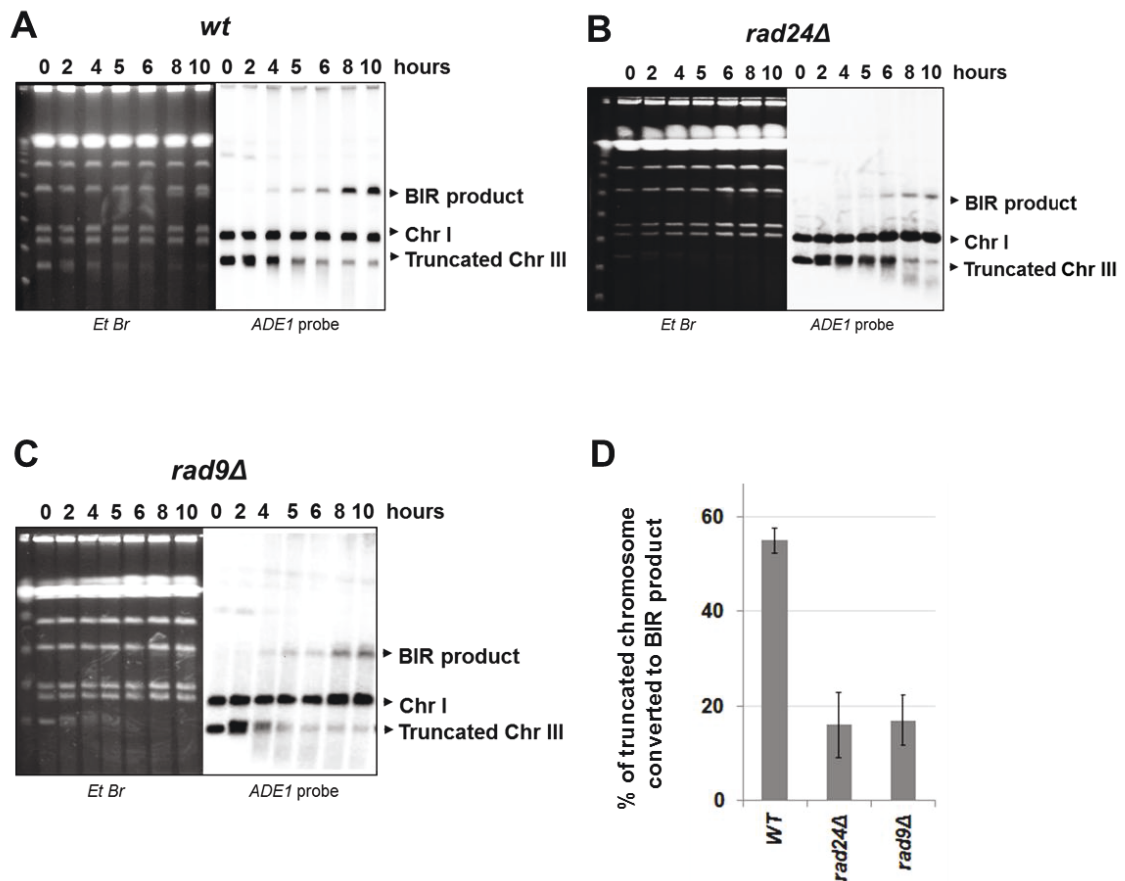 A
wt
0 2 4 5 6 8 10 0 2 4 5 6 8 10 hours
BIR product
Chr I
Truncated Chr III
Et Br
ADE1 probe
B
rad24Δ
0 2 4 5 6 8 10 0 2 4 5 6 8 10 hours
BIR product
Chr I
Truncated Chr III
Et Br
ADE1 probe
C
rad9Δ
0 2 4 5 6 8 10 0 2 4 5 6 8 10 hours
BIR product
Chr I
Truncated Chr III
Et Br
ADE1 probe
D
% of truncated chromosome
converted to BIR product
60
40
20
0
WT
rad24Δ
rad9Δ